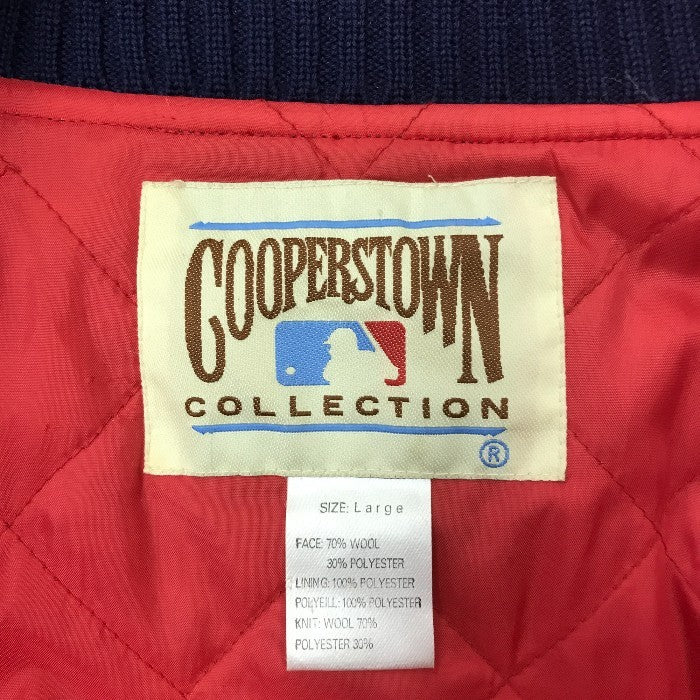 COOPERSTOWN
COLLECTION
®
SIZE: Large
FACE: 70% WOOL
30% POLYESTER
LINING: 100% POLYESTER
POLYEILL: 100% POLYESTER
KNIT: WOOL 70%
POLYESTER 30%